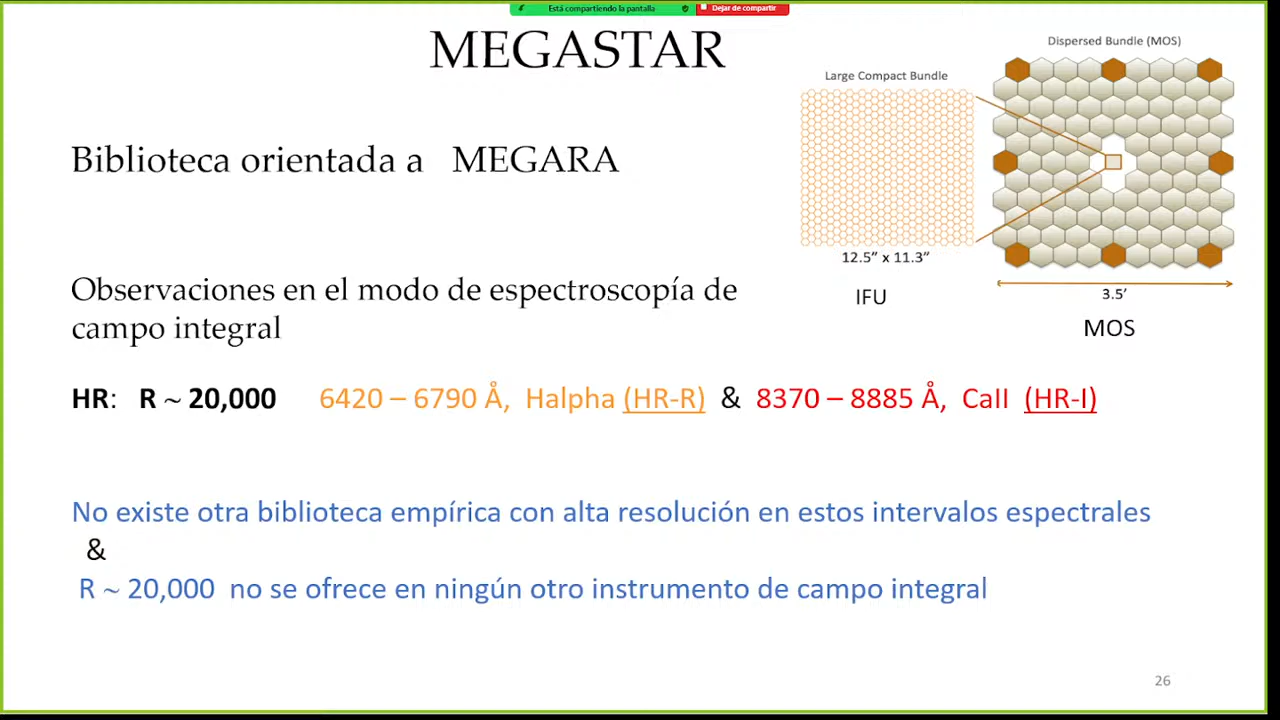 Está compartiendo la pantalla Dejar de compartir
MEGASTAR
Dispersed Bundle (MOS)
Large Compact Bundle
Biblioteca orientada a MEGARA
12.5” x 11.3”
IFU
3.5’
MOS
Observaciones en el modo de espectroscopía de
campo integral
HR: R ~ 20,000 6420 – 6790 Å, Halpha (HR-R) & 8370 – 8885 Å, CaII (HR-I)
No existe otra biblioteca empírica con alta resolución en estos intervalos espectrales
&
R ~ 20,000 no se ofrece en ningún otro instrumento de campo integral
26